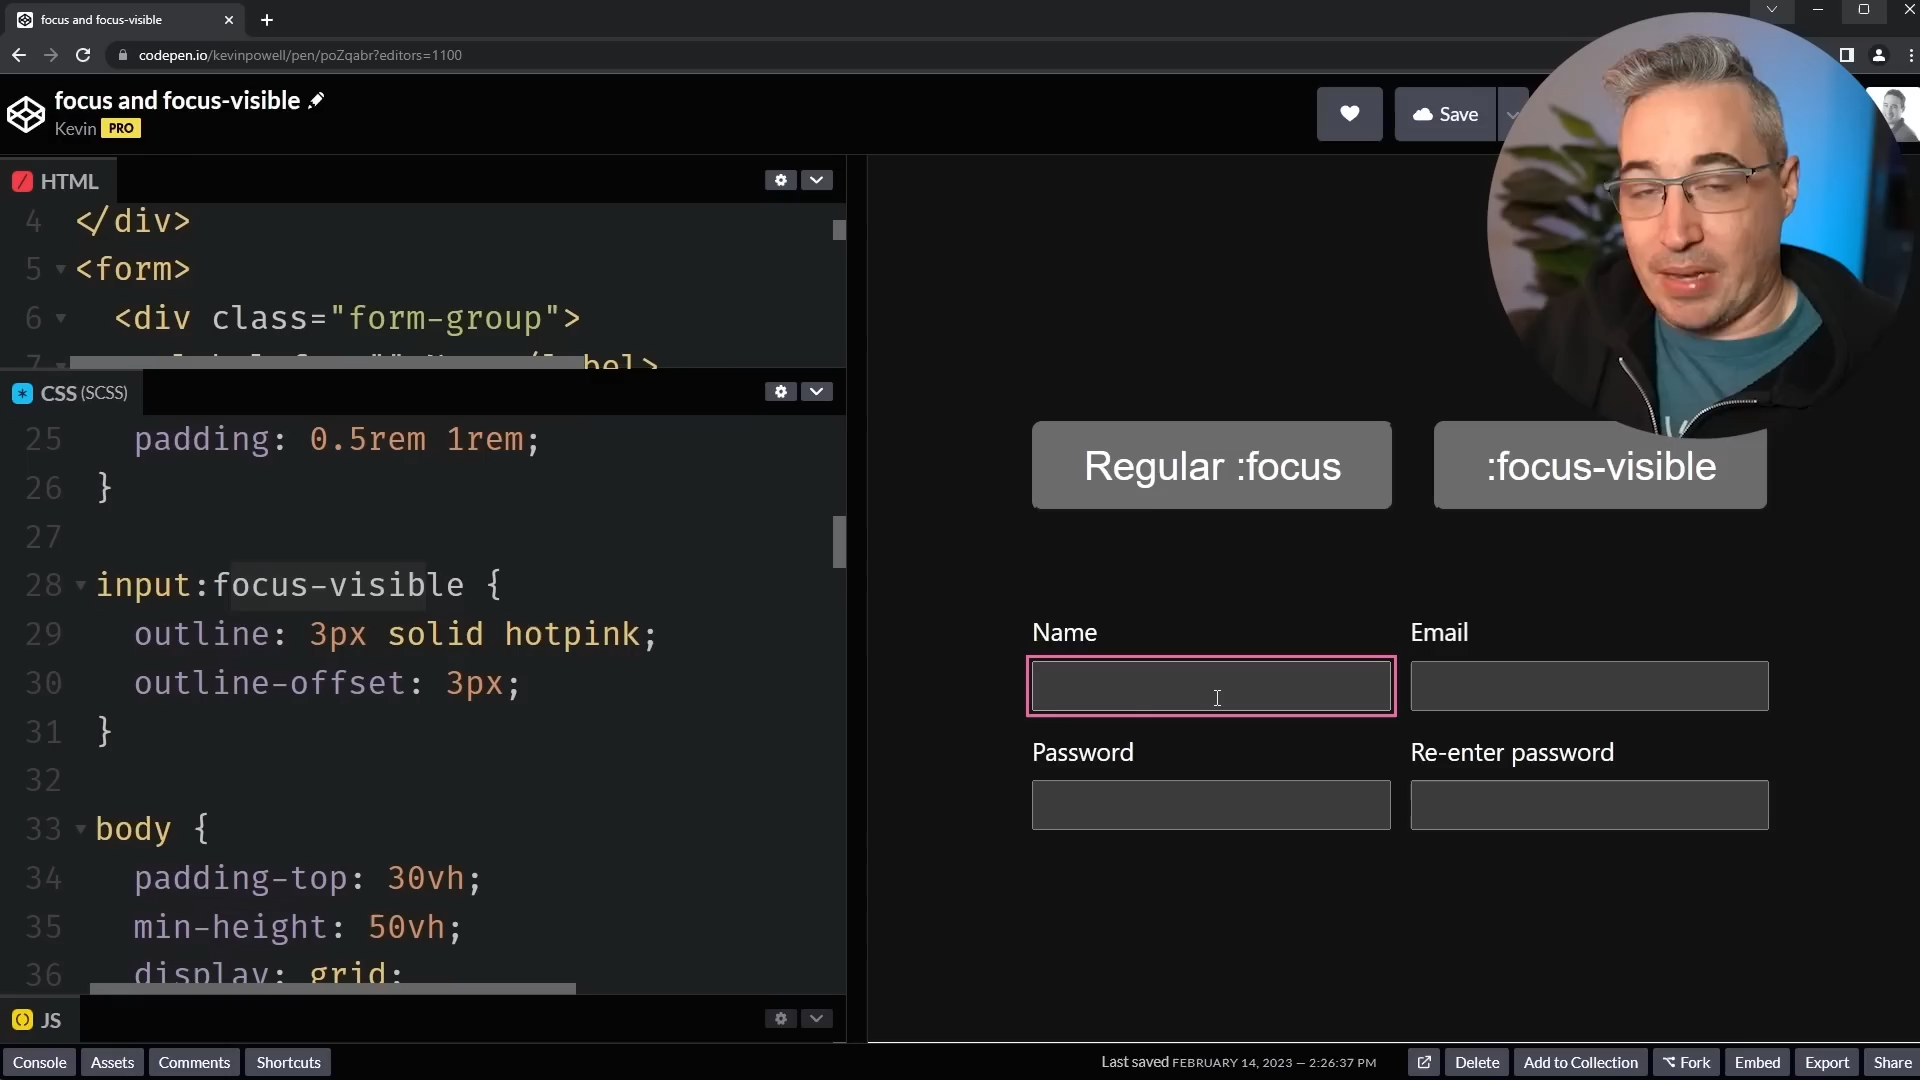 focus and focus-visible
codepen.io/kevinpowell/pen/poZqabr?editors=1100
focus and focus-visible
Kevin PRO
Save
HTML
4 </div>
5 <form>
6 <div class="form-group">
7
CSS (SCSS)
25 padding: 0.5rem 1rem;
26 }
27
28 input:focus-visible {
29 outline: 3px solid hotpink;
30 outline-offset: 3px;
31 }
32
33 body {
34 padding-top: 30vh;
35 min-height: 50vh;
36 display: grid;
JS
Regular :focus
:focus-visible
Name
Email
Password
Re-enter password
Console Assets Comments Shortcuts
Last saved FEBRUARY 14, 2023 — 2:26:37 PM
Delete Add to Collection Fork Embed Export Share